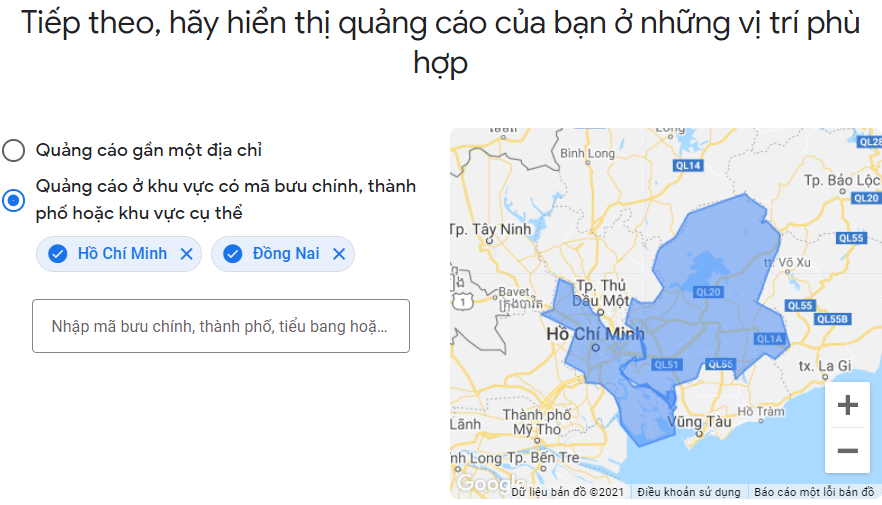 Tiếp theo, hãy hiển thị quảng cáo của bạn ở những vị trí phù
hợp
Quảng cáo gần một địa chỉ
Quảng cáo ở khu vực có mã bưu chính, thành
phố hoặc khu vực cụ thể
Hồ Chí Minh
Đồng Nai
Nhập mã bưu chính, thành phố, tiểu bang hoặ...
Bình Long
QL14
Tp. Bảo Lộc
QL20
Tp. Tây Ninh
QL55
tt. Võ Xu
Tp. Thủ
Dầu Một
Bavet
QL20
1
QL55
QL55B
Hồ Chí Minh
QL1A
QL51
QL56
tx. La Gi
Thành phố
Mỹ Tho
Hồ Tràm
Vũng Tàu
Lãnh
nh Long
Tp. Bến Tre
+
−
Google
Dữ liệu bản đồ ©2021
Điều khoản sử dụng
Báo cáo một lỗi bản đồ